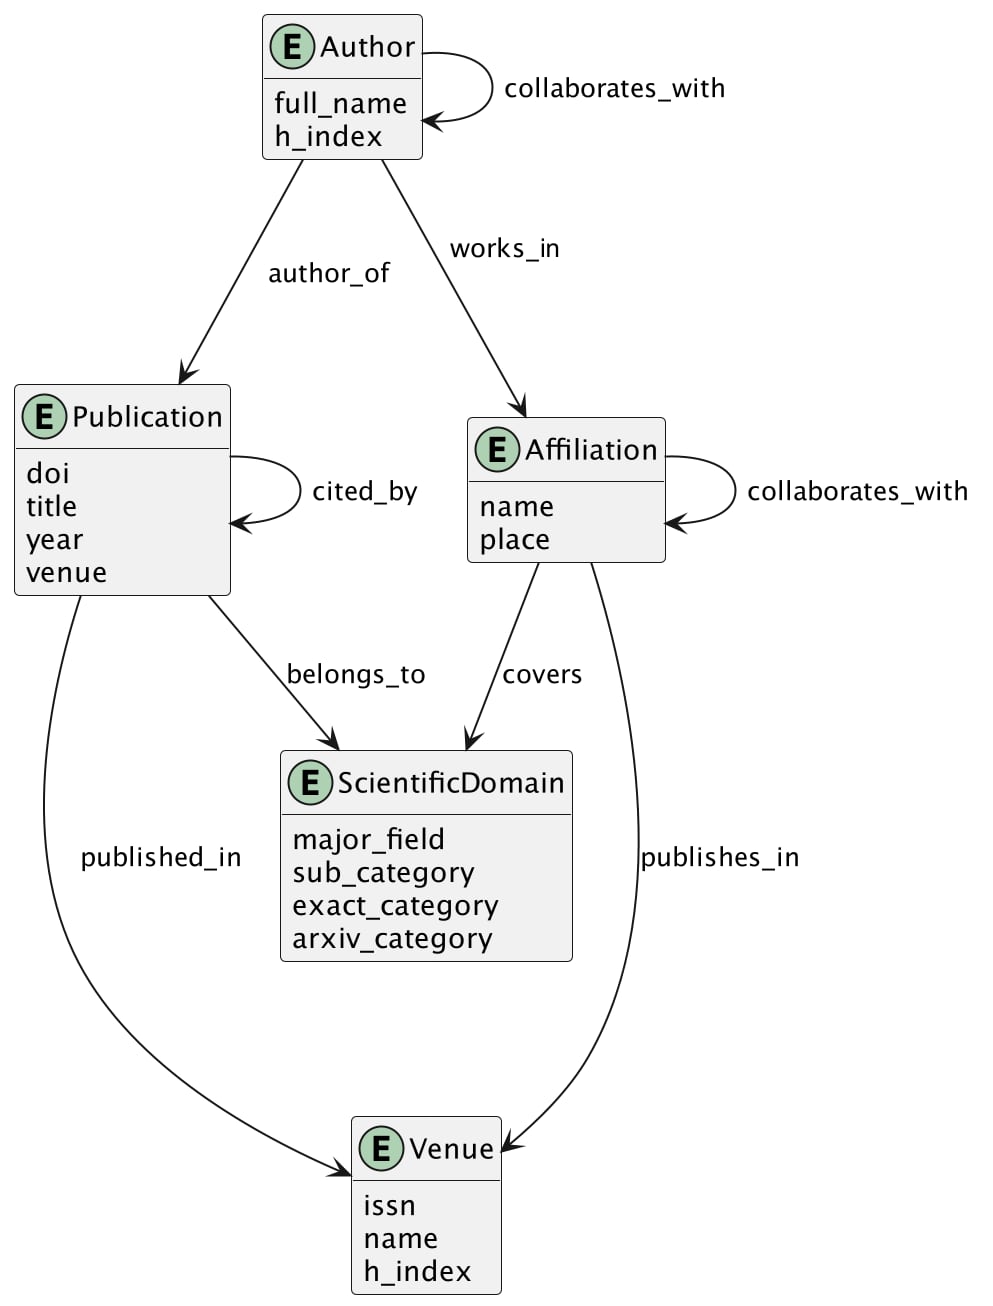 E Author
full_name
h_index
collaborates_with
author_of
works_in
E Publication
doi
title
year
venue
cited_by
E Affiliation
name
place
collaborates_with
belongs_to
covers
E ScientificDomain
major_field
sub_category
exact_category
arxiv_category
published_in
publishes_in
E Venue
issn
name
h_index